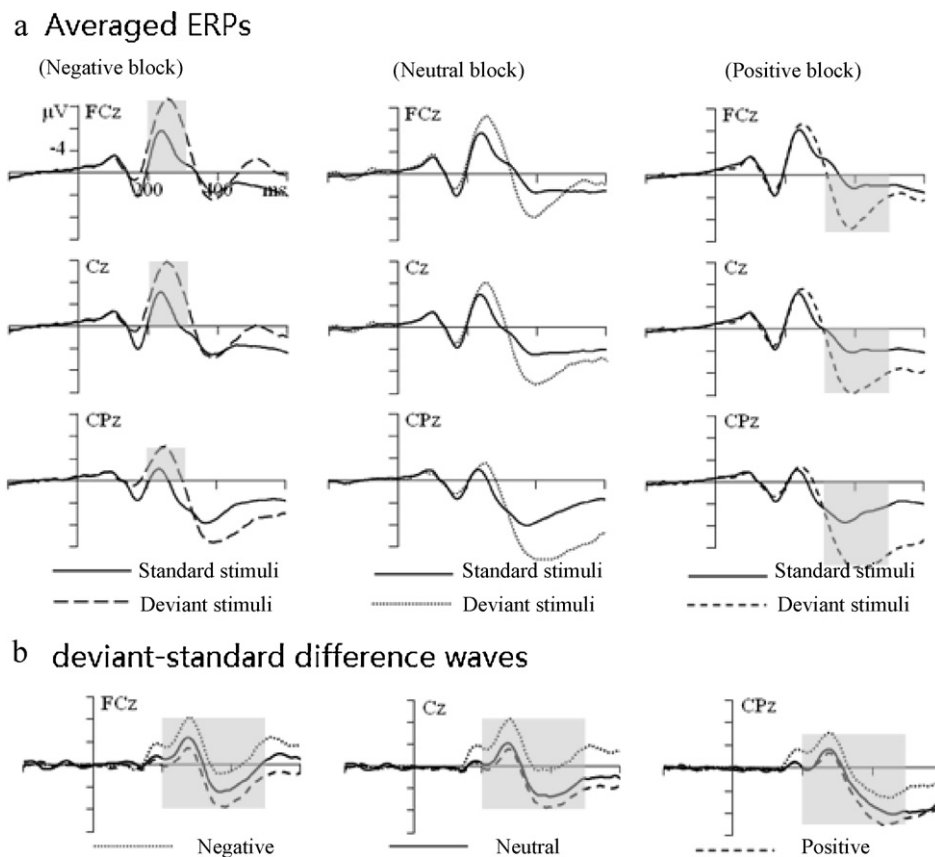 a Averaged ERPs
(Negative block) (Neutral block) (Positive block)
μV FCz FCz FCz
-4
200 400 ms
Cz Cz Cz
CPz CPz CPz
Standard stimuli Standard stimuli Standard stimuli
Deviant stimuli Deviant stimuli Deviant stimuli
b deviant-standard difference waves
FCz Cz CPz
Negative Neutral Positive